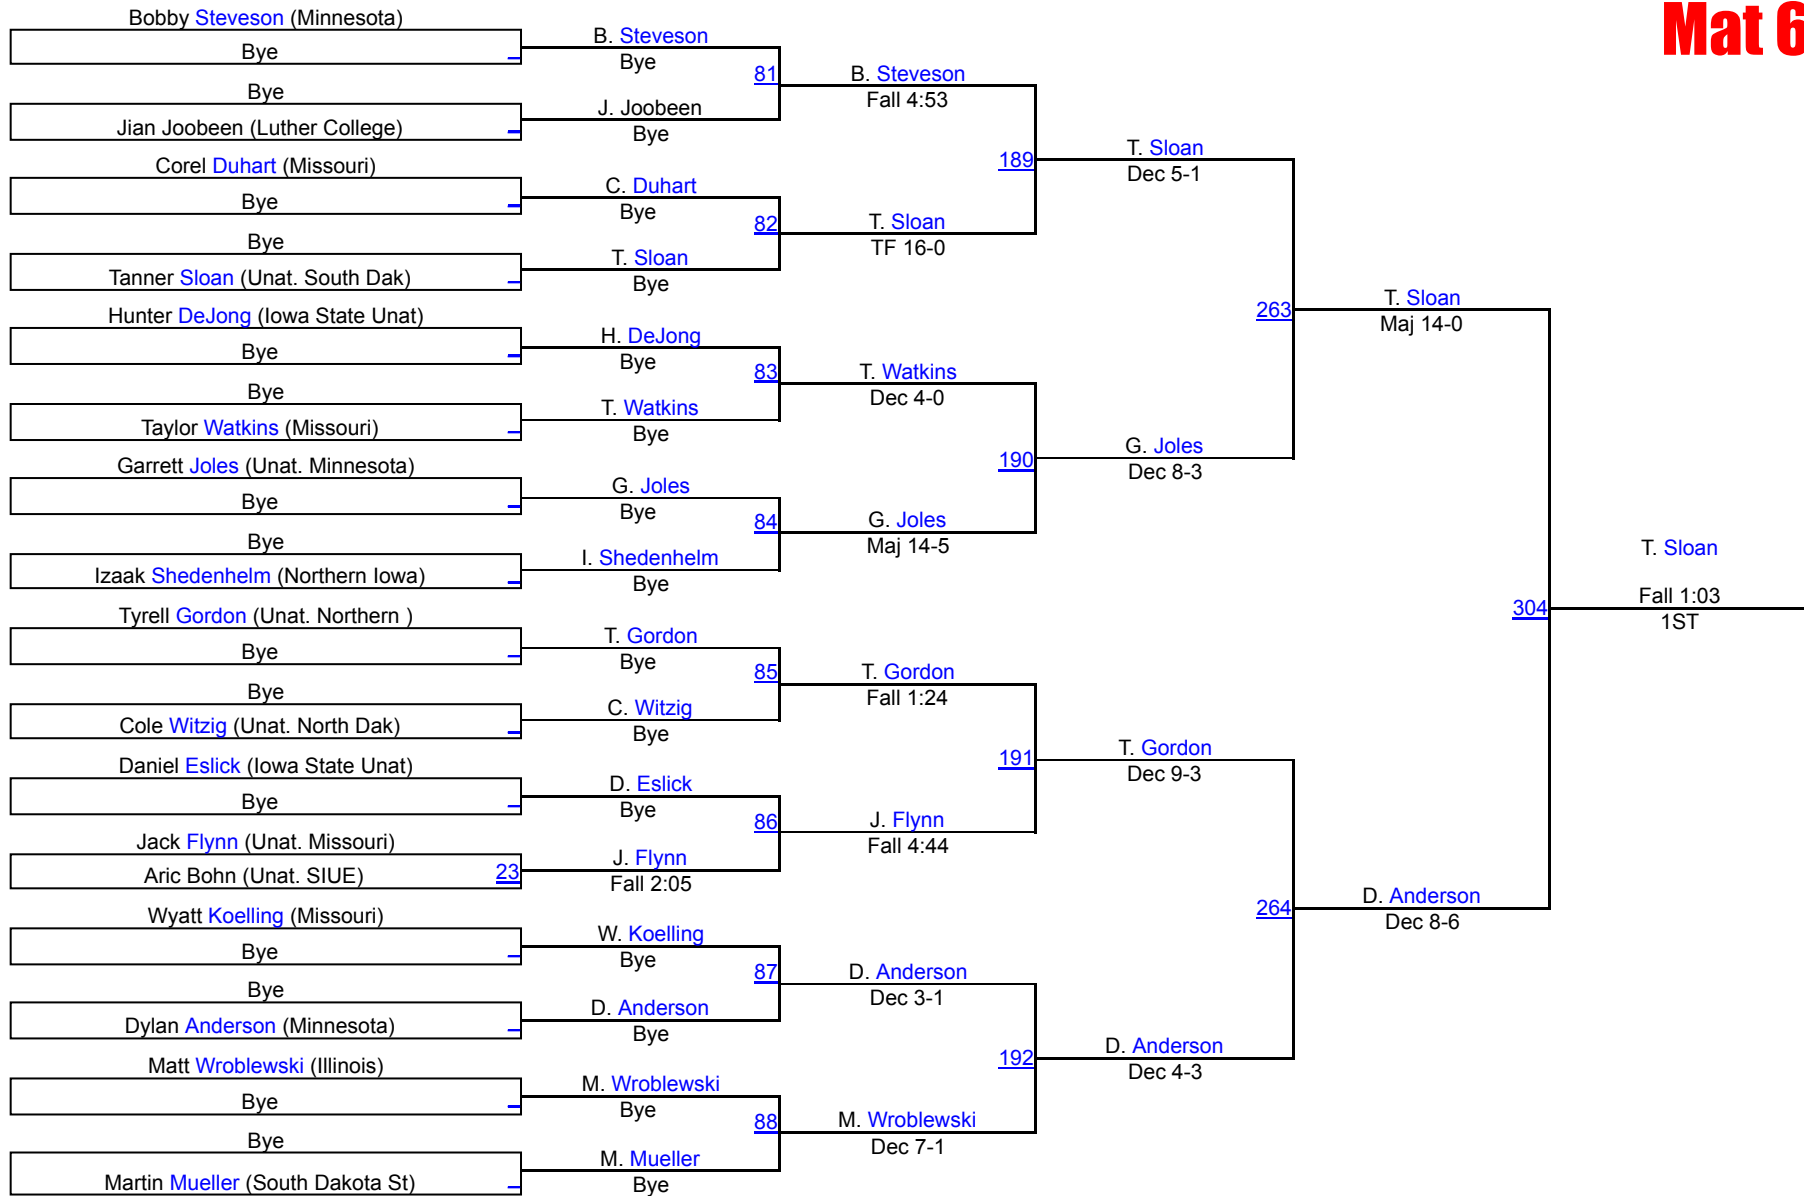 Mat 6
Bobby Steveson (Minnesota)
Bye
Bye
Jian Joobeen (Luther College)
Corel Duhart (Missouri)
Bye
Bye
Tanner Sloan (Unat. South Dak)
Hunter DeJong (Iowa State Unat)
Bye
Bye
Taylor Watkins (Missouri)
Garrett Joles (Unat. Minnesota)
Bye
Bye
Izaak Shedenhelm (Northern Iowa)
Tyrell Gordon (Unat. Northern )
Bye
Bye
Cole Witzig (Unat. North Dak)
Daniel Eslick (Iowa State Unat)
Bye
Jack Flynn (Unat. Missouri)
Aric Bohn (Unat. SIUE) 23
Wyatt Koelling (Missouri)
Bye
Bye
Dylan Anderson (Minnesota)
Matt Wroblewski (Illinois)
Bye
Bye
Martin Mueller (South Dakota St)
B. Steveson
Bye
81
J. Joobeen
Bye
C. Duhart
Bye
82
T. Sloan
Bye
H. DeJong
Bye
83
T. Watkins
Bye
G. Joles
Bye
84
I. Shedenhelm
Bye
T. Gordon
Bye
85
C. Witzig
Bye
D. Eslick
Bye
86
J. Flynn
Fall 2:05
W. Koelling
Bye
87
D. Anderson
Bye
M. Wroblewski
Bye
88
M. Mueller
Bye
B. Steveson
Fall 4:53
189
T. Sloan
TF 16-0
T. Watkins
Dec 4-0
190
G. Joles
Maj 14-5
T. Gordon
Fall 1:24
191
J. Flynn
Fall 4:44
D. Anderson
Dec 3-1
192
M. Wroblewski
Dec 7-1
T. Sloan
Dec 5-1
263
G. Joles
Dec 8-3
T. Gordon
Dec 9-3
264
D. Anderson
Dec 4-3
T. Sloan
Maj 14-0
304
D. Anderson
Dec 8-6
T. Sloan
Fall 1:03
1ST